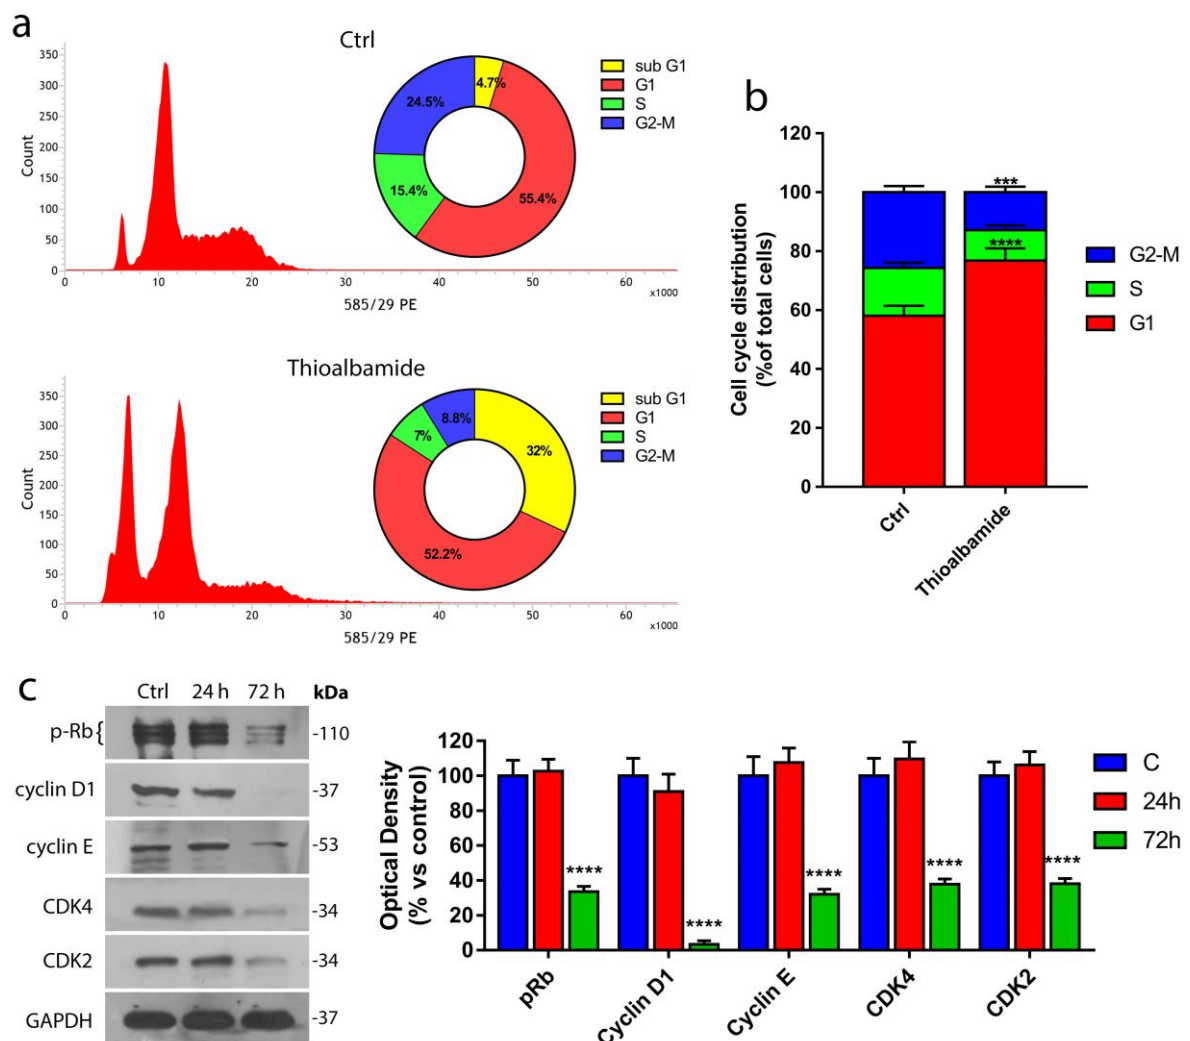 a
Ctrl
350
300
250
200
150
100
50
0
Count
0 10 20 30 40 50 60
x1000
585/29 PE
4.7%
24.5%
15.4%
55.4%
sub G1
G1
S
G2-M
Thioalbamide
350
300
250
200
150
100
50
0
Count
0 10 20 30 40 50 60
x1000
585/29 PE
8.8%
7%
32%
52.2%
sub G1
G1
S
G2-M
b
120
100
80
60
40
20
0
Cell cycle distribution
(%of total cells)
***
****
Ctrl
Thioalbamide
G2-M
S
G1
c
Ctrl 24 h 72 h kDa
p-Rb{ -110
cyclin D1 -37
cyclin E -53
CDK4 -34
CDK2 -34
GAPDH -37
120
100
80
60
40
20
0
Optical Density
(% vs control)
**** **** **** **** ****
pRb
Cyclin D1
Cyclin E
CDK4
CDK2
C
24h
72h